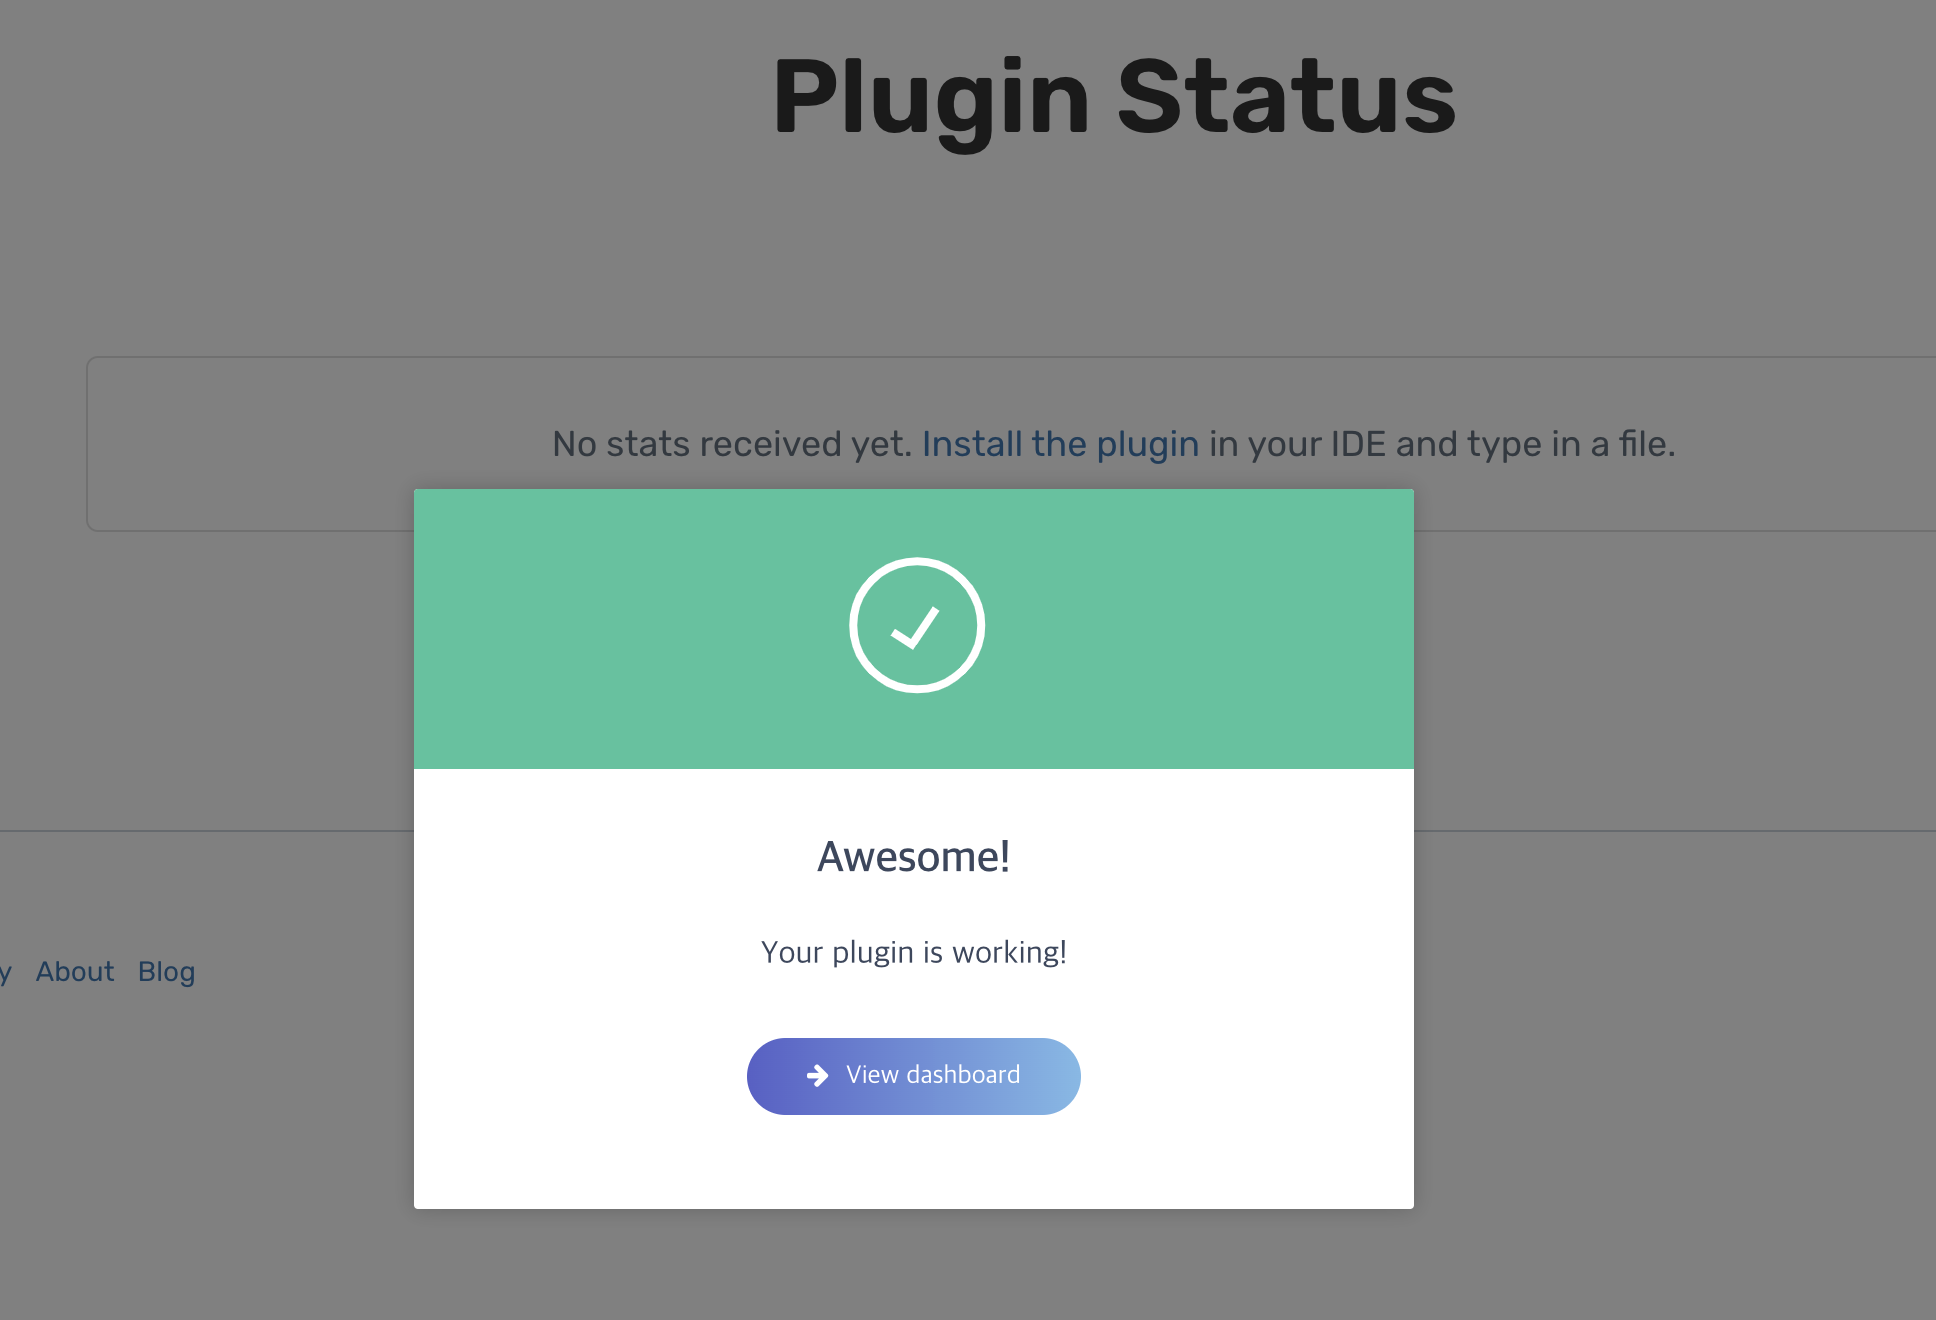 Plugin Status
No stats received yet. Install the plugin in your IDE and type in a file.
Awesome!
Your plugin is working!
View dashboard
y About Blog